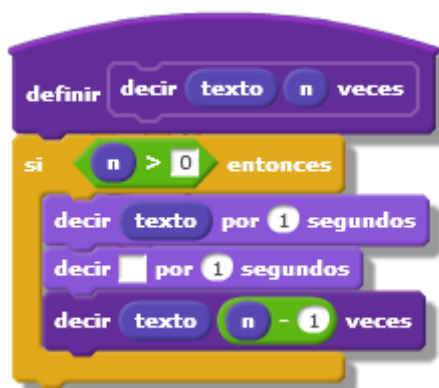 definir decir texto n veces
si n > 0 entonces
decir texto por 1 segundos
decir por 1 segundos
decir texto n - 1 veces